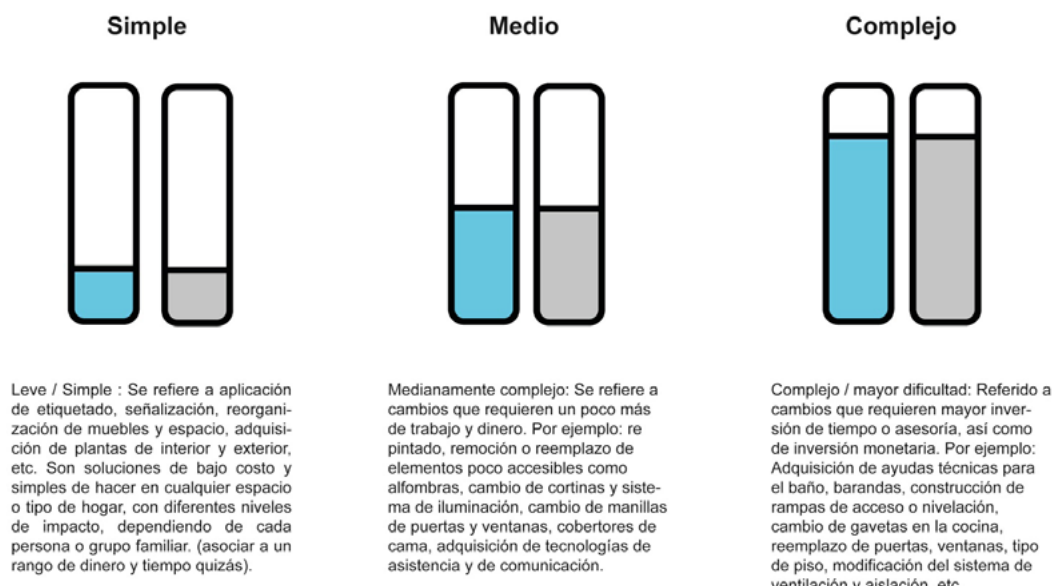 Simple
Medio
Complejo
Leve / Simple : Se refiere a aplicación
de etiquetado, señalización, reorgani-
zación de muebles y espacio, adquisi-
ción de plantas de interior y exterior,
etc. Son soluciones de bajo costo y
simples de hacer en cualquier espacio
o tipo de hogar, con diferentes niveles
de impacto, dependiendo de cada
persona o grupo familiar. (asociar a un
rango de dinero y tiempo quizás).
Medianamente complejo: Se refiere a
cambios que requieren un poco más
de trabajo y dinero. Por ejemplo: re
pintado, remoción o reemplazo de
elementos poco accesibles como
alfombras, cambio de cortinas y siste-
ma de iluminación, cambio de manillas
de puertas y ventanas, cobertores de
cama, adquisición de tecnologías de
asistencia y de comunicación.
Complejo / mayor dificultad: Referido a
cambios que requieren mayor inver-
sión de tiempo o asesoría, así como
de inversión monetaria. Por ejemplo:
Adquisición de ayudas técnicas para
el baño, barandas, construcción de
rampas de acceso o nivelación,
cambio de gavetas en la cocina,
reemplazo de puertas, ventanas, tipo
de piso, modificación del sistema de
ventilación y aislación, etc.